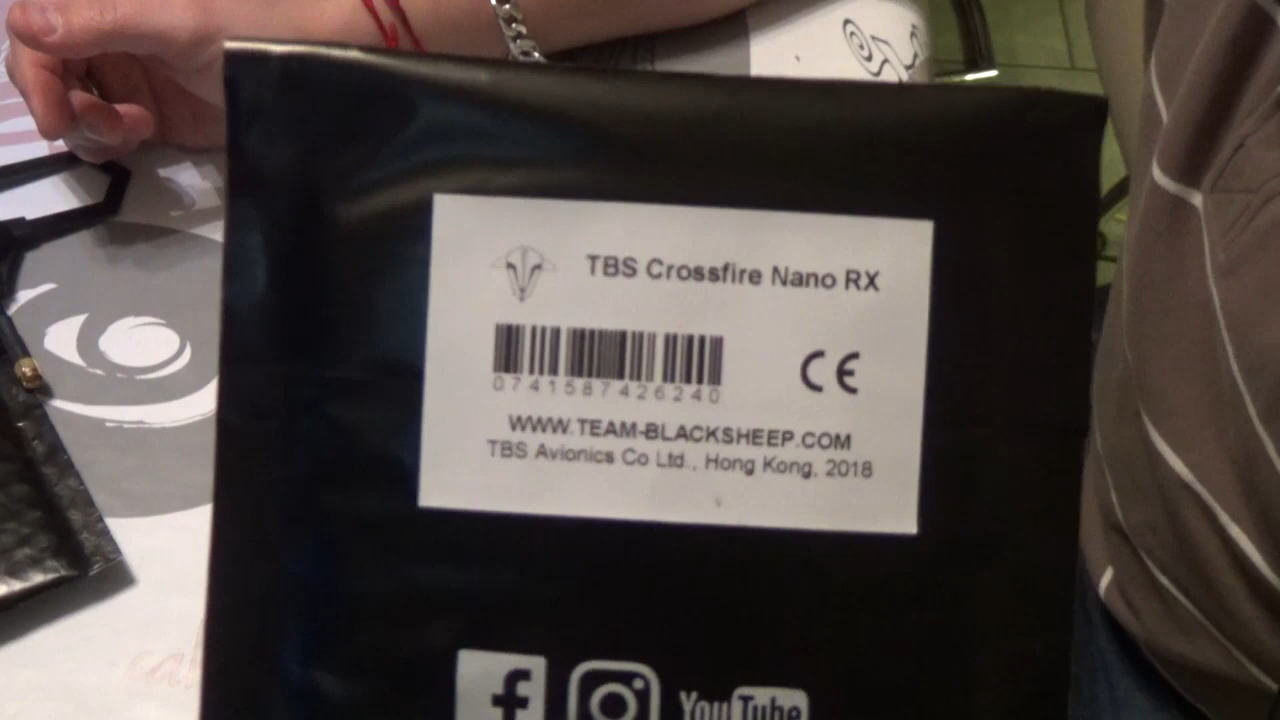 TBS Crossfire Nano RX
0741587426240
CE
WWW.TEAM-BLACKSHEEP.COM
TBS Avionics Co Ltd., Hong Kong, 2018
f
YouTube